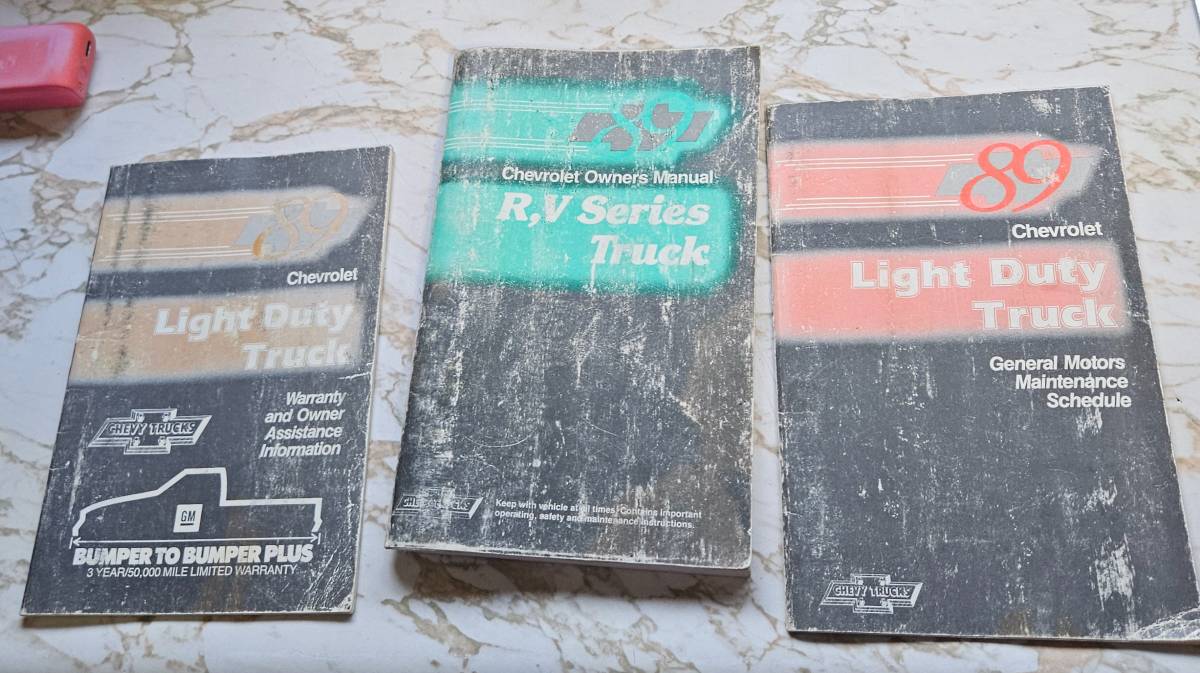 89
Chevrolet
Light Duty
Truck
Warranty
and Owner
Assistance
Information
CHEVY TRUCKS
GM
BUMPER TO BUMPER PLUS
3 YEAR/50,000 MILE LIMITED WARRANTY
89
Chevrolet Owners Manual
R,V Series
Truck
CHEVY TRUCKS
Keep with vehicle at all times. Contains important
operating, safety and maintenance instructions.
89
Chevrolet
Light Duty
Truck
General Motors
Maintenance
Schedule
CHEVY TRUCKS